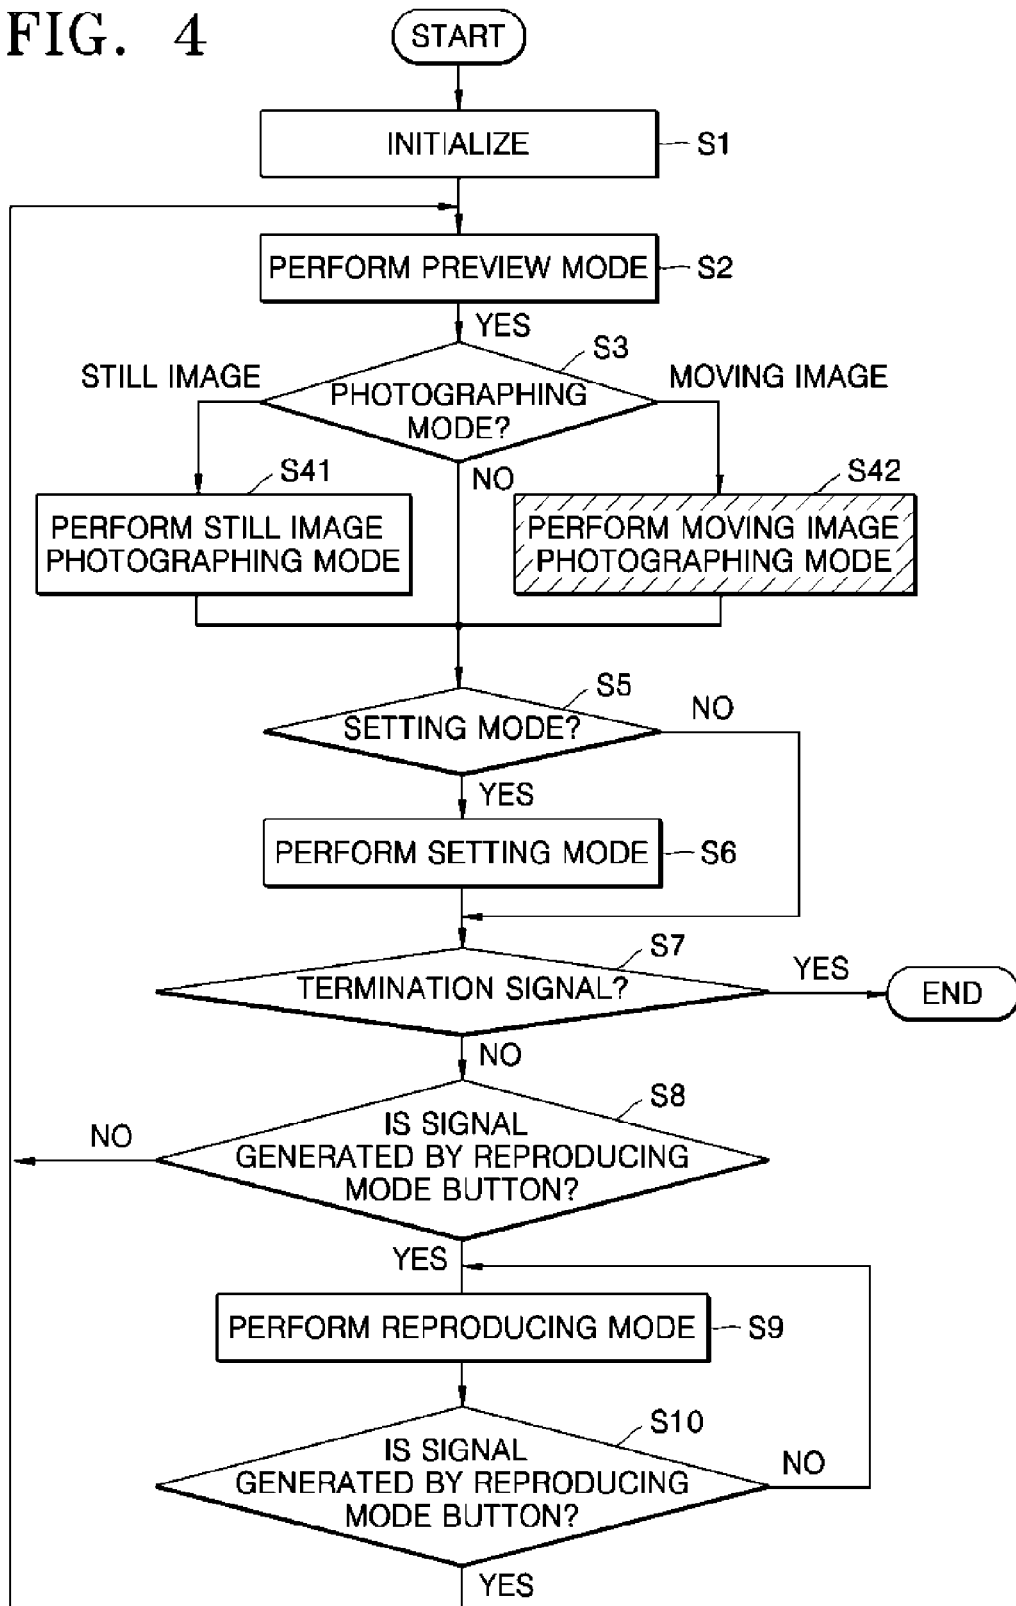 FIG. 4
START
INITIALIZE
S1
PERFORM PREVIEW MODE
S2
YES
S3
STILL IMAGE
MOVING IMAGE
PHOTOGRAPHING
MODE?
NO
S41
S42
PERFORM STILL IMAGE
PHOTOGRAPHING MODE
PERFORM MOVING IMAGE
PHOTOGRAPHING MODE
S5
SETTING MODE?
NO
YES
PERFORM SETTING MODE
S6
S7
TERMINATION SIGNAL?
YES
END
NO
S8
IS SIGNAL
GENERATED BY REPRODUCING
MODE BUTTON?
NO
YES
PERFORM REPRODUCING MODE
S9
S10
IS SIGNAL
GENERATED BY REPRODUCING
MODE BUTTON?
NO
YES